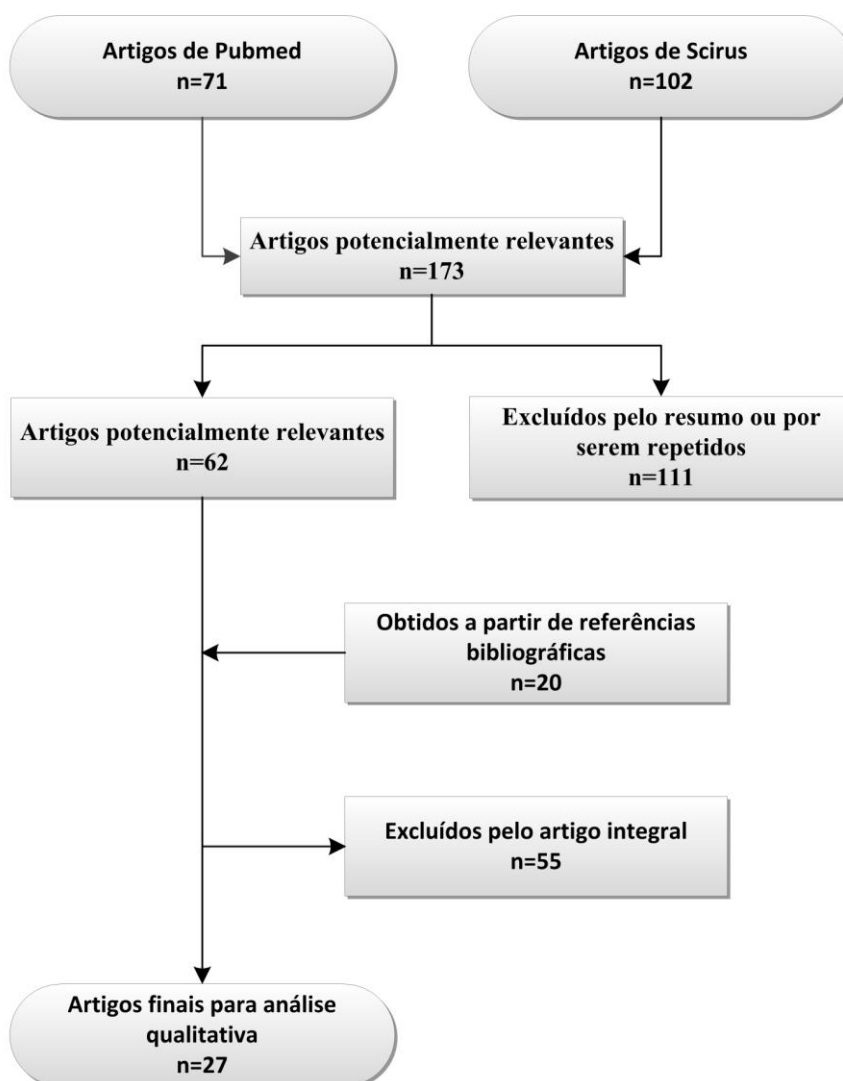 Artigos de Pubmed
n=71
Artigos de Scirus
n=102
Artigos potencialmente relevantes
n=173
Artigos potencialmente relevantes
n=62
Excluídos pelo resumo ou por
serem repetidos
n=111
Obtidos a partir de referências
bibliográficas
n=20
Excluídos pelo artigo integral
n=55
Artigos finais para análise
qualitativa
n=27